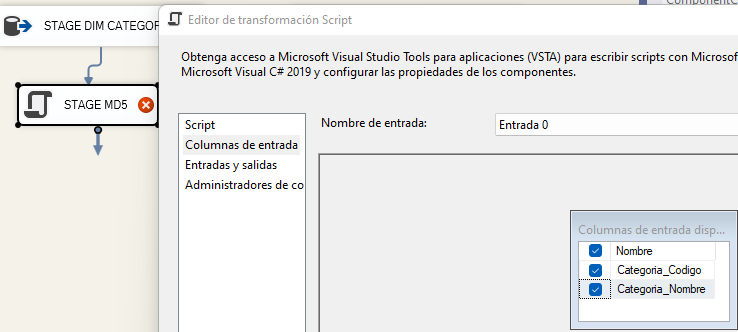 ComponentC
STAGE DIM CATEGOR
Editor de transformación Script
Obtenga acceso a Microsoft Visual Studio Tools para aplicaciones (VSTA) para escribir scripts con Microsof
Microsoft Visual C# 2019 y configurar las propiedades de los componentes.
STAGE MD5
Script
Columnas de entrada
Entradas y salidas
Administradores de co
Nombre de entrada:
Entrada 0
Columnas de entrada disp...
Nombre
Categoria_Codigo
Categoria_Nombre